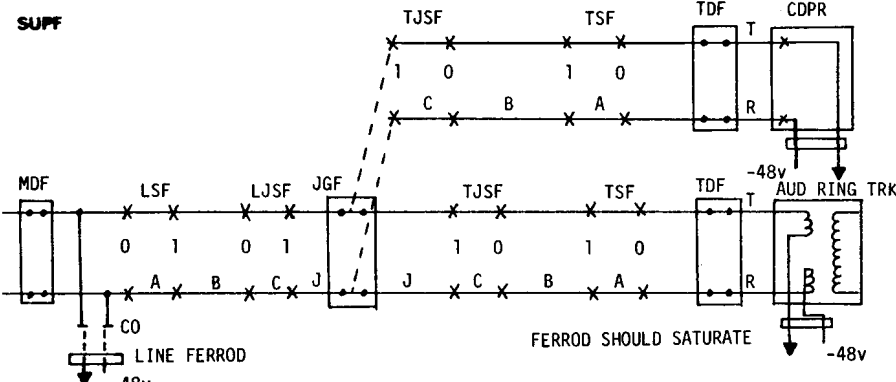 SUPF
TJSF TSF TDF CDPR
T
1 0 1 0
C B A
R
-48v
MDF LSF LJSF JGF TJSF TSF TDF AUD RING TRK
T
0 1 0 1 1 0 1 0
A B C J J C B A R
CO
LINE FERROD
FERROD SHOULD SATURATE
-48v
-48v